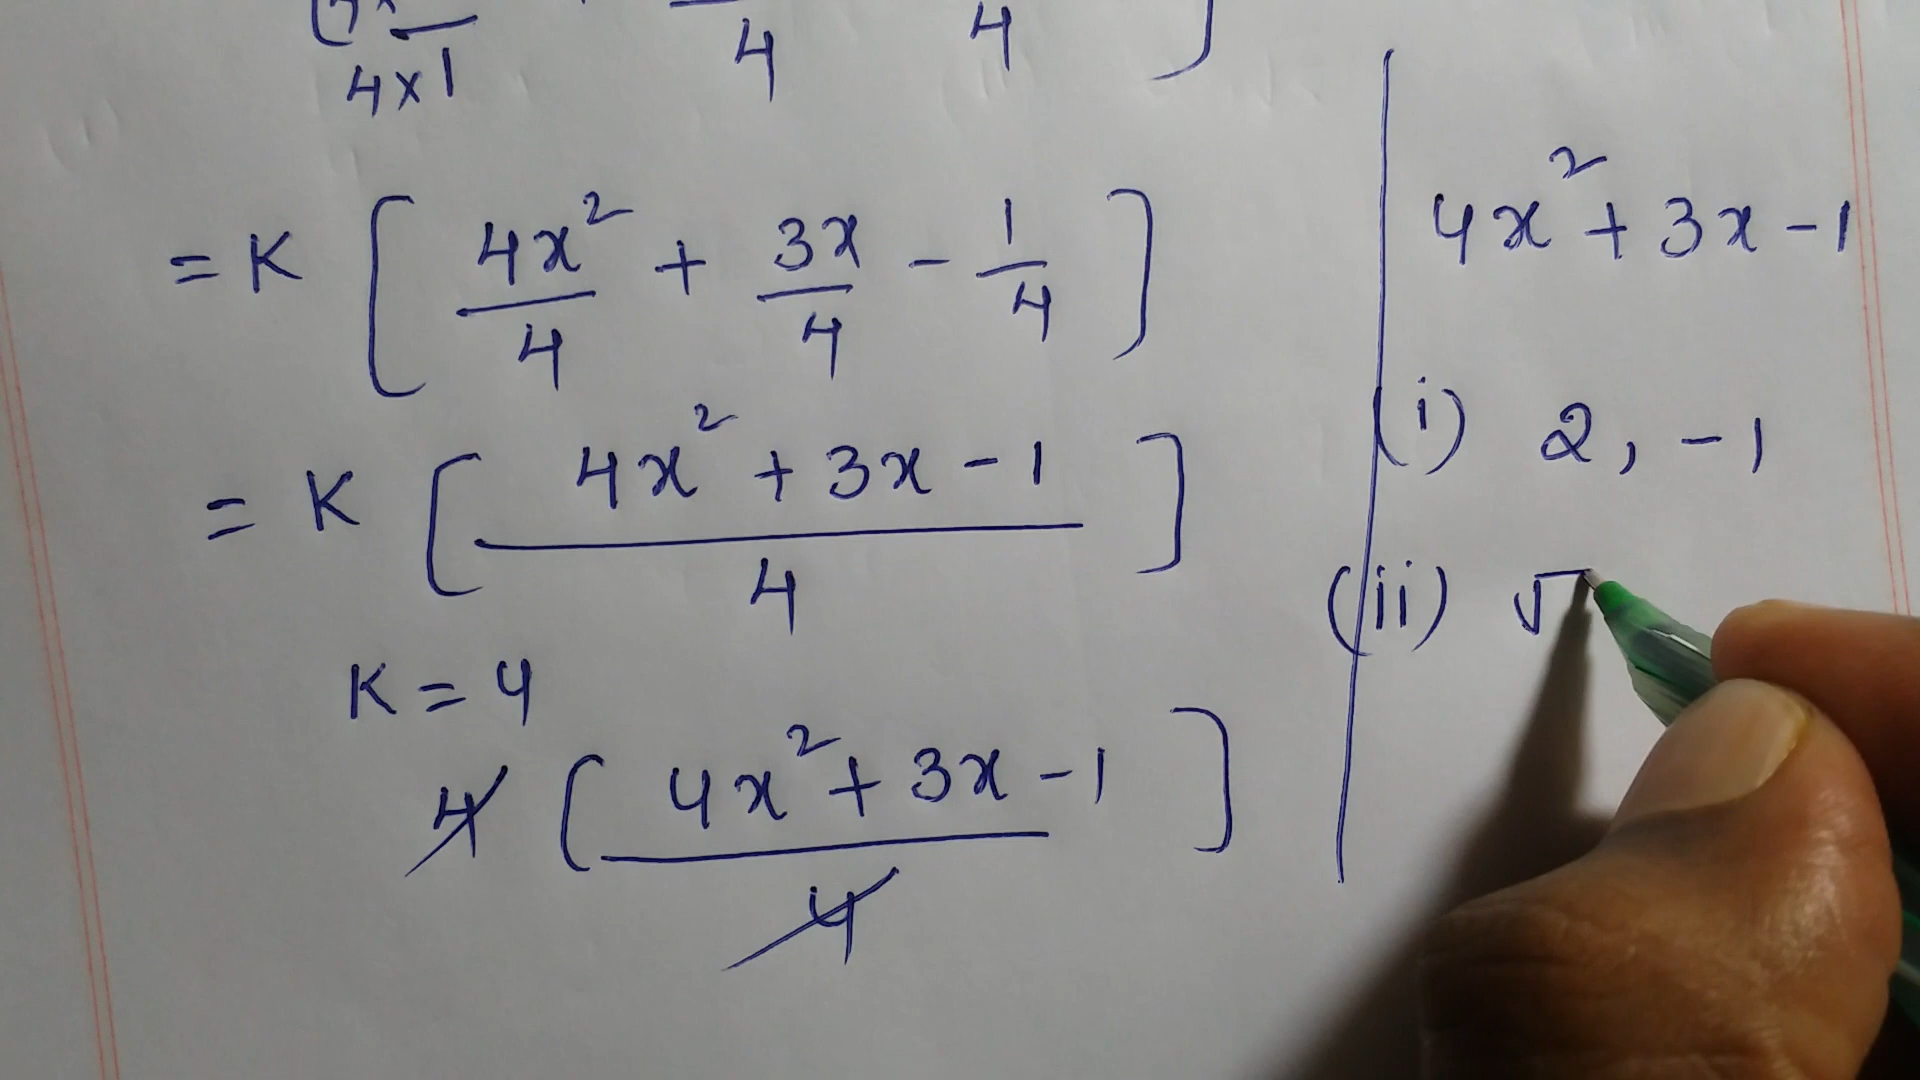 4x1 4 4
= K [ 4x²/4 + 3x/4 - 1/4 ]
= K [ (4x² + 3x - 1)/4 ]
K = 4
4 [ (4x² + 3x - 1)/4 ]
4x² + 3x - 1
(i) 2, -1
(ii) √